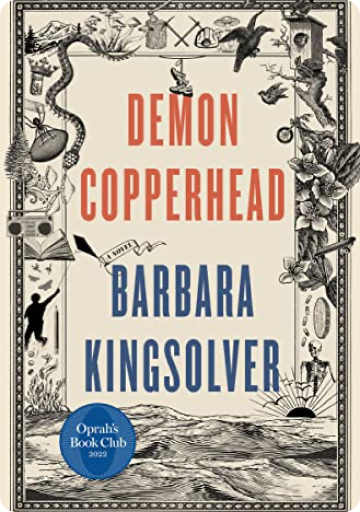 DEMON
COPPERHEAD
A NOVEL
BARBARA
KINGSOLVER
Oprah's
Book Club
2022